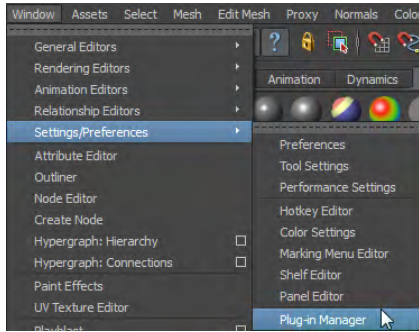 Window Assets Select Mesh Edit Mesh Proxy Normals Colo
General Editors
Rendering Editors
Animation Editors
Relationship Editors
Settings/Preferences
Attribute Editor
Outliner
Node Editor
Create Node
Hypergraph: Hierarchy
Hypergraph: Connections
Paint Effects
UV Texture Editor
Playblast
Animation Dynamics
Preferences
Tool Settings
Performance Settings
Hotkey Editor
Color Settings
Marking Menu Editor
Shelf Editor
Panel Editor
Plug-in Manager